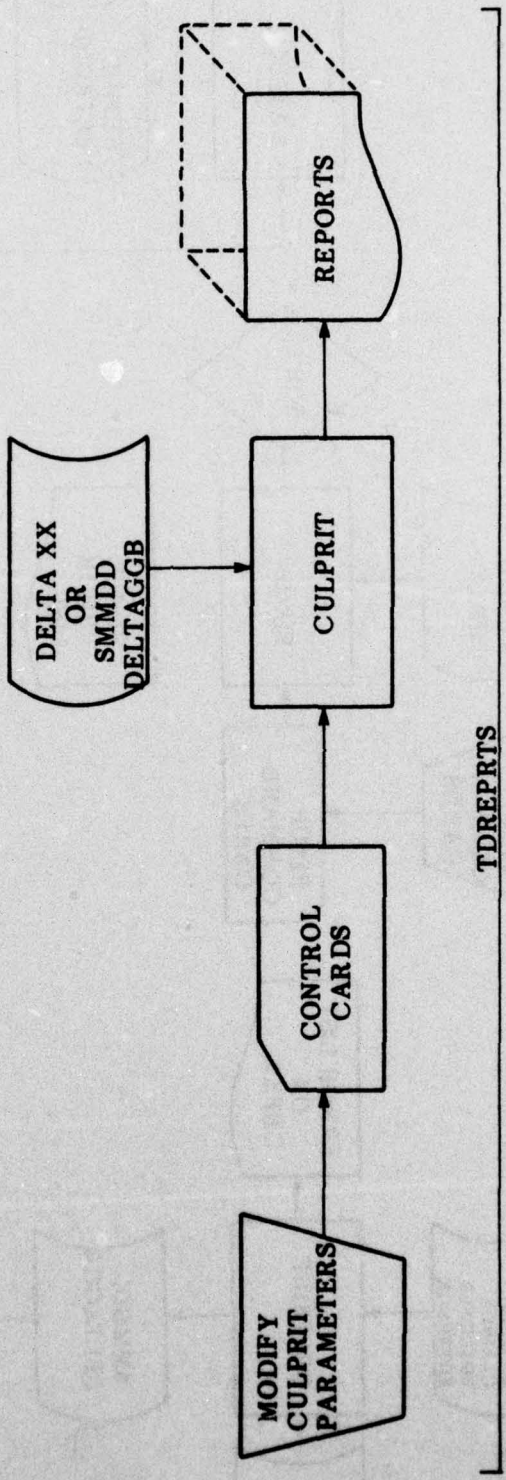 MODIFY
CULPRIT
PARAMETERS
CONTROL
CARDS
DELTA XX
OR
SMMDD
DELTAGGB
CULPRIT
REPORTS
TDREPRTS